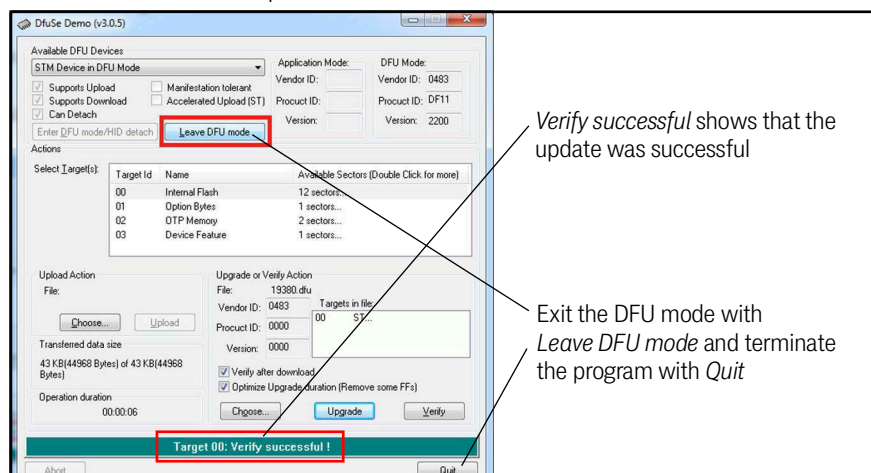 DfuSe Demo (v3.0.5)
Available DFU Devices
STM Device in DFU Mode
Supports Upload
Manifestation tolerant
Supports Download
Accelerated Upload (ST)
Can Detach
Enter DFU mode/HID detach
Leave DFU mode
Application Mode:
Vendor ID:
Procuct ID:
Version:
DFU Mode:
Vendor ID: 0483
Procuct ID: DF11
Version: 2200
Actions
Select Target(s):
Target Id Name Available Sectors (Double Click for more)
00 Internal Flash 12 sectors...
01 Option Bytes 1 sectors...
02 OTP Memory 2 sectors...
03 Device Feature 1 sectors...
Upload Action
File:
Choose... Upload
Transferred data size
43 KB(44968 Bytes) of 43 KB(44968
Bytes)
Operation duration
00:00:06
Upgrade or Verify Action
File: 19380.dfu
Vendor ID: 0483
Procuct ID: 0000
Version: 0000
Targets in file:
00 ST...
Verify after download
Optimize Upgrade duration (Remove some FFs)
Choose... Upgrade Verify
Target 00: Verify successful !
Abort Quit
Verify successful shows that the
update was successful
Exit the DFU mode with
Leave DFU mode and terminate
the program with Quit